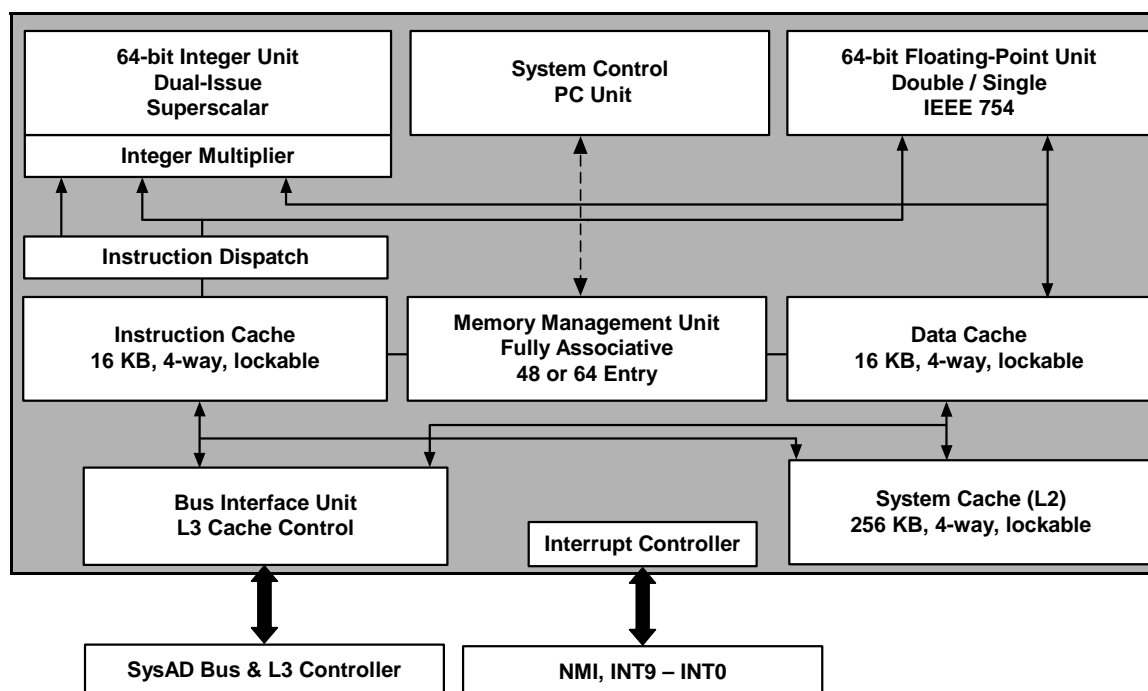 64-bit Integer Unit
Dual-Issue
Superscalar
Integer Multiplier
System Control
PC Unit
64-bit Floating-Point Unit
Double / Single
IEEE 754
Instruction Dispatch
Instruction Cache
16 KB, 4-way, lockable
Memory Management Unit
Fully Associative
48 or 64 Entry
Data Cache
16 KB, 4-way, lockable
Bus Interface Unit
L3 Cache Control
Interrupt Controller
System Cache (L2)
256 KB, 4-way, lockable
SysAD Bus & L3 Controller
NMI, INT9 – INT0